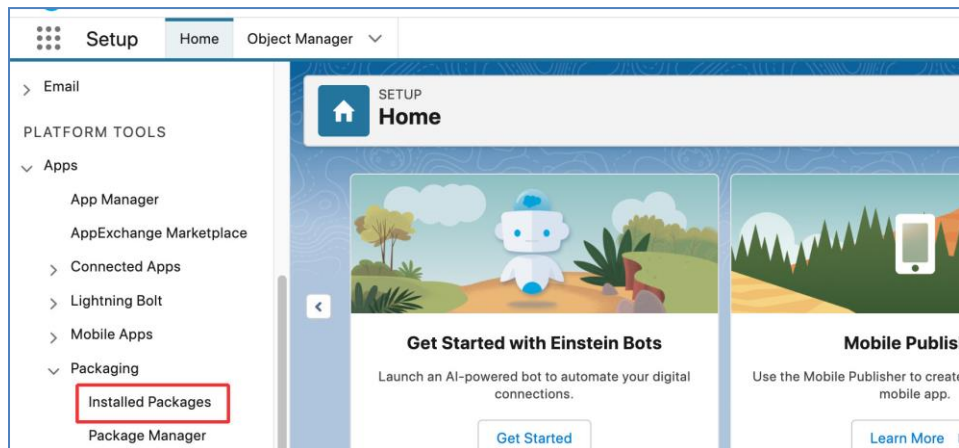 Setup
Home
Object Manager
Email
PLATFORM TOOLS
Apps
App Manager
AppExchange Marketplace
Connected Apps
Lightning Bolt
Mobile Apps
Packaging
Installed Packages
Package Manager
SETUP
Home
Get Started with Einstein Bots
Launch an AI-powered bot to automate your digital
connections.
Get Started
Mobile Publis
Use the Mobile Publisher to create
mobile app.
Learn More